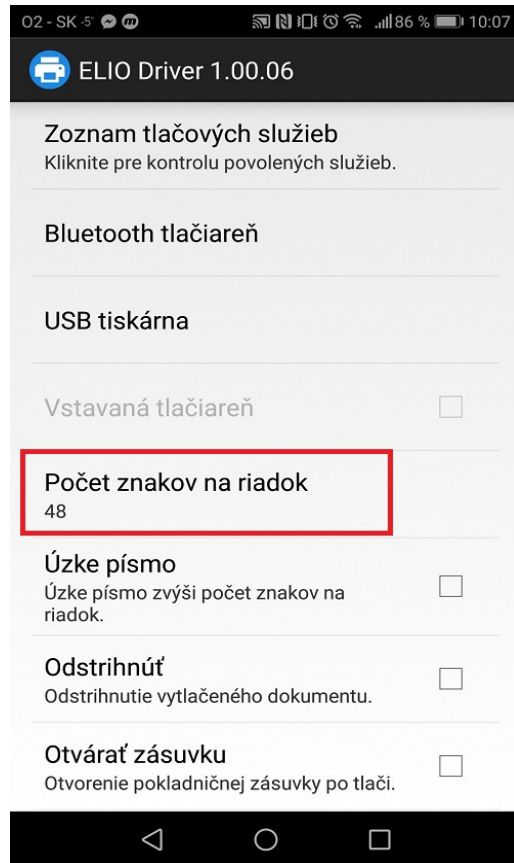 O2 - SK -5° 86 % 10:07
ELIO Driver 1.00.06
Zoznam tlačových služieb
Kliknite pre kontrolu povolených služieb.
Bluetooth tlačiareň
USB tiskárna
Vstavaná tlačiareň
Počet znakov na riadok
48
Úzke písmo
Úzke písmo zvýši počet znakov na
riadok.
Odstrihnúť
Odstrihnutie vytlačeného dokumentu.
Otvárať zásuvku
Otvorenie pokladničnej zásuvky po tlači.